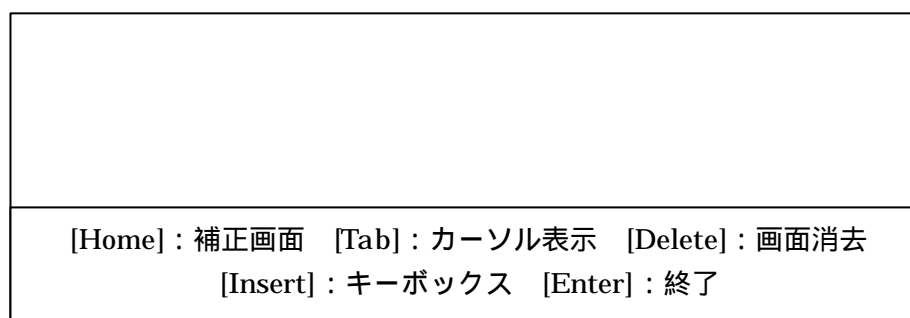 [Home]：補正画面　[Tab]：カーソル表示　[Delete]：画面消去
[Insert]：キーボックス　[Enter]：終了